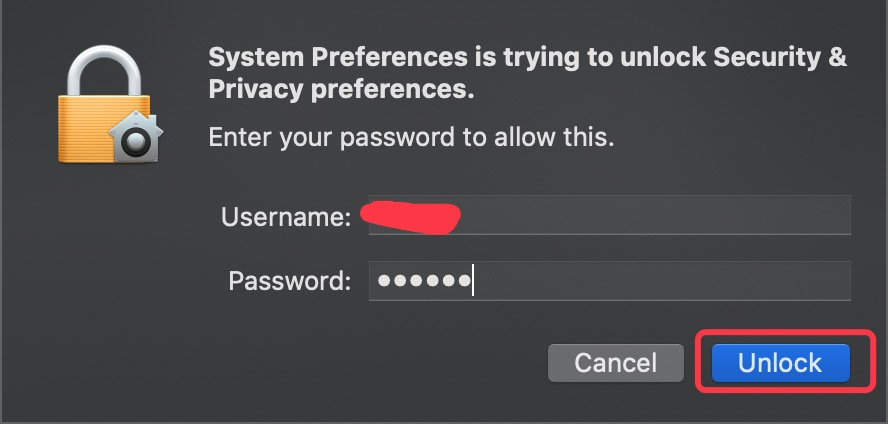 System Preferences is trying to unlock Security &
Privacy preferences.
Enter your password to allow this.
Username:
Password: ••••••
Cancel
Unlock